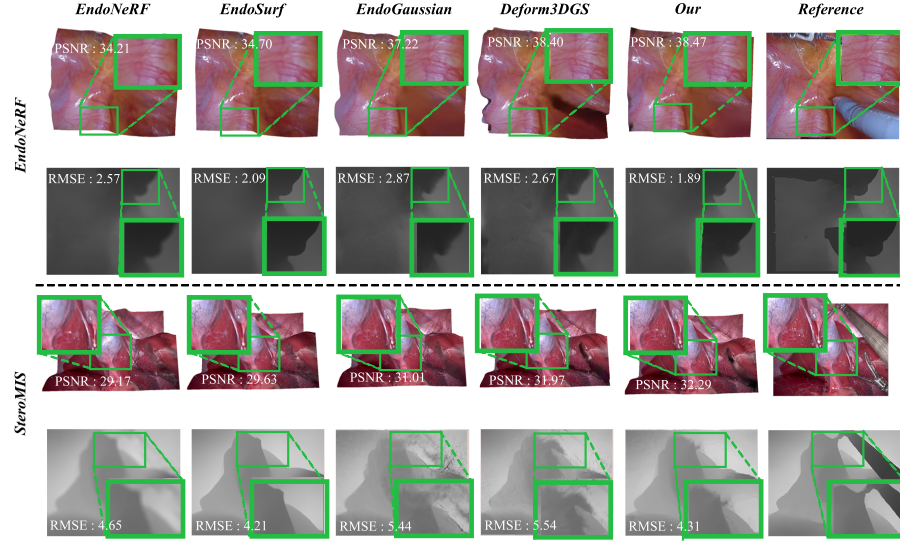 EndoNeRF EndoSurf EndoGaussian Deform3DGS Our Reference
EndoNeRF
PSNR : 34.21 PSNR : 34.70 PSNR : 37.22 PSNR : 38.40 PSNR : 38.47
RMSE : 2.57 RMSE : 2.09 RMSE : 2.87 RMSE : 2.67 RMSE : 1.89
SteroMIS
PSNR : 29.17 PSNR : 29.63 PSNR : 31.01 PSNR : 31.97 PSNR : 32.29
RMSE : 4.65 RMSE : 4.21 RMSE : 5.44 RMSE : 5.54 RMSE : 4.31